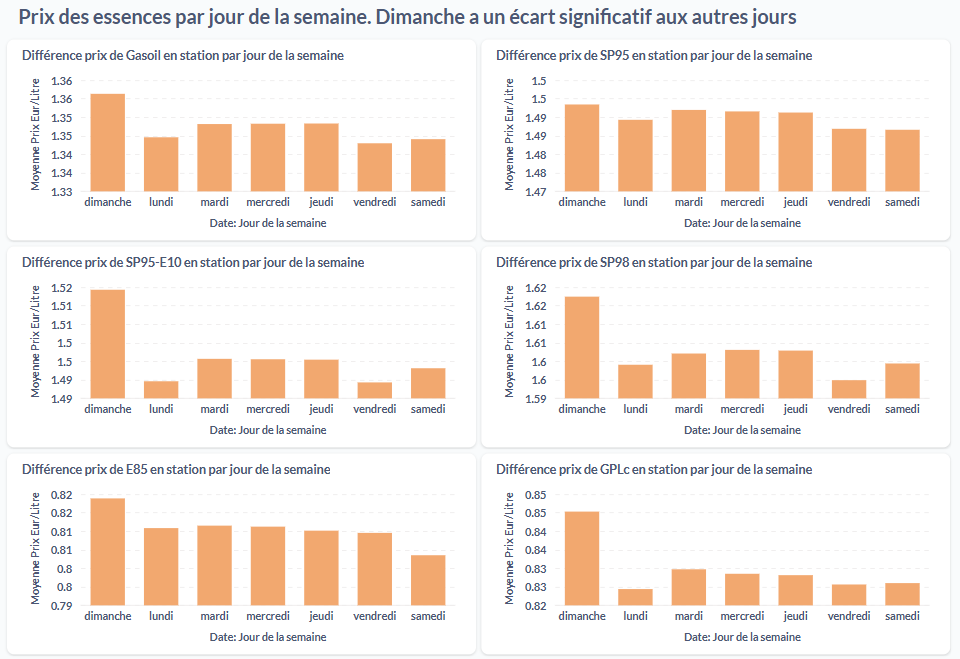 Prix des essences par jour de la semaine. Dimanche a un écart significatif aux autres jours
Différence prix de Gasoil en station par jour de la semaine
Moyenne Prix Eur/Litre
1.36
1.36
1.35
1.35
1.34
1.34
1.33
dimanche lundi mardi mercredi jeudi vendredi samedi
Date: Jour de la semaine
Différence prix de SP95 en station par jour de la semaine
Moyenne Prix Eur/Litre
1.5
1.5
1.49
1.49
1.48
1.48
1.47
dimanche lundi mardi mercredi jeudi vendredi samedi
Date: Jour de la semaine
Différence prix de SP95-E10 en station par jour de la semaine
Moyenne Prix Eur/Litre
1.52
1.51
1.51
1.5
1.5
1.49
1.49
dimanche lundi mardi mercredi jeudi vendredi samedi
Date: Jour de la semaine
Différence prix de SP98 en station par jour de la semaine
Moyenne Prix Eur/Litre
1.62
1.62
1.61
1.61
1.6
1.6
1.59
dimanche lundi mardi mercredi jeudi vendredi samedi
Date: Jour de la semaine
Différence prix de E85 en station par jour de la semaine
Moyenne Prix Eur/Litre
0.82
0.82
0.81
0.81
0.8
0.8
0.79
dimanche lundi mardi mercredi jeudi vendredi samedi
Date: Jour de la semaine
Différence prix de GPLc en station par jour de la semaine
Moyenne Prix Eur/Litre
0.85
0.85
0.84
0.84
0.83
0.83
0.82
dimanche lundi mardi mercredi jeudi vendredi samedi
Date: Jour de la semaine